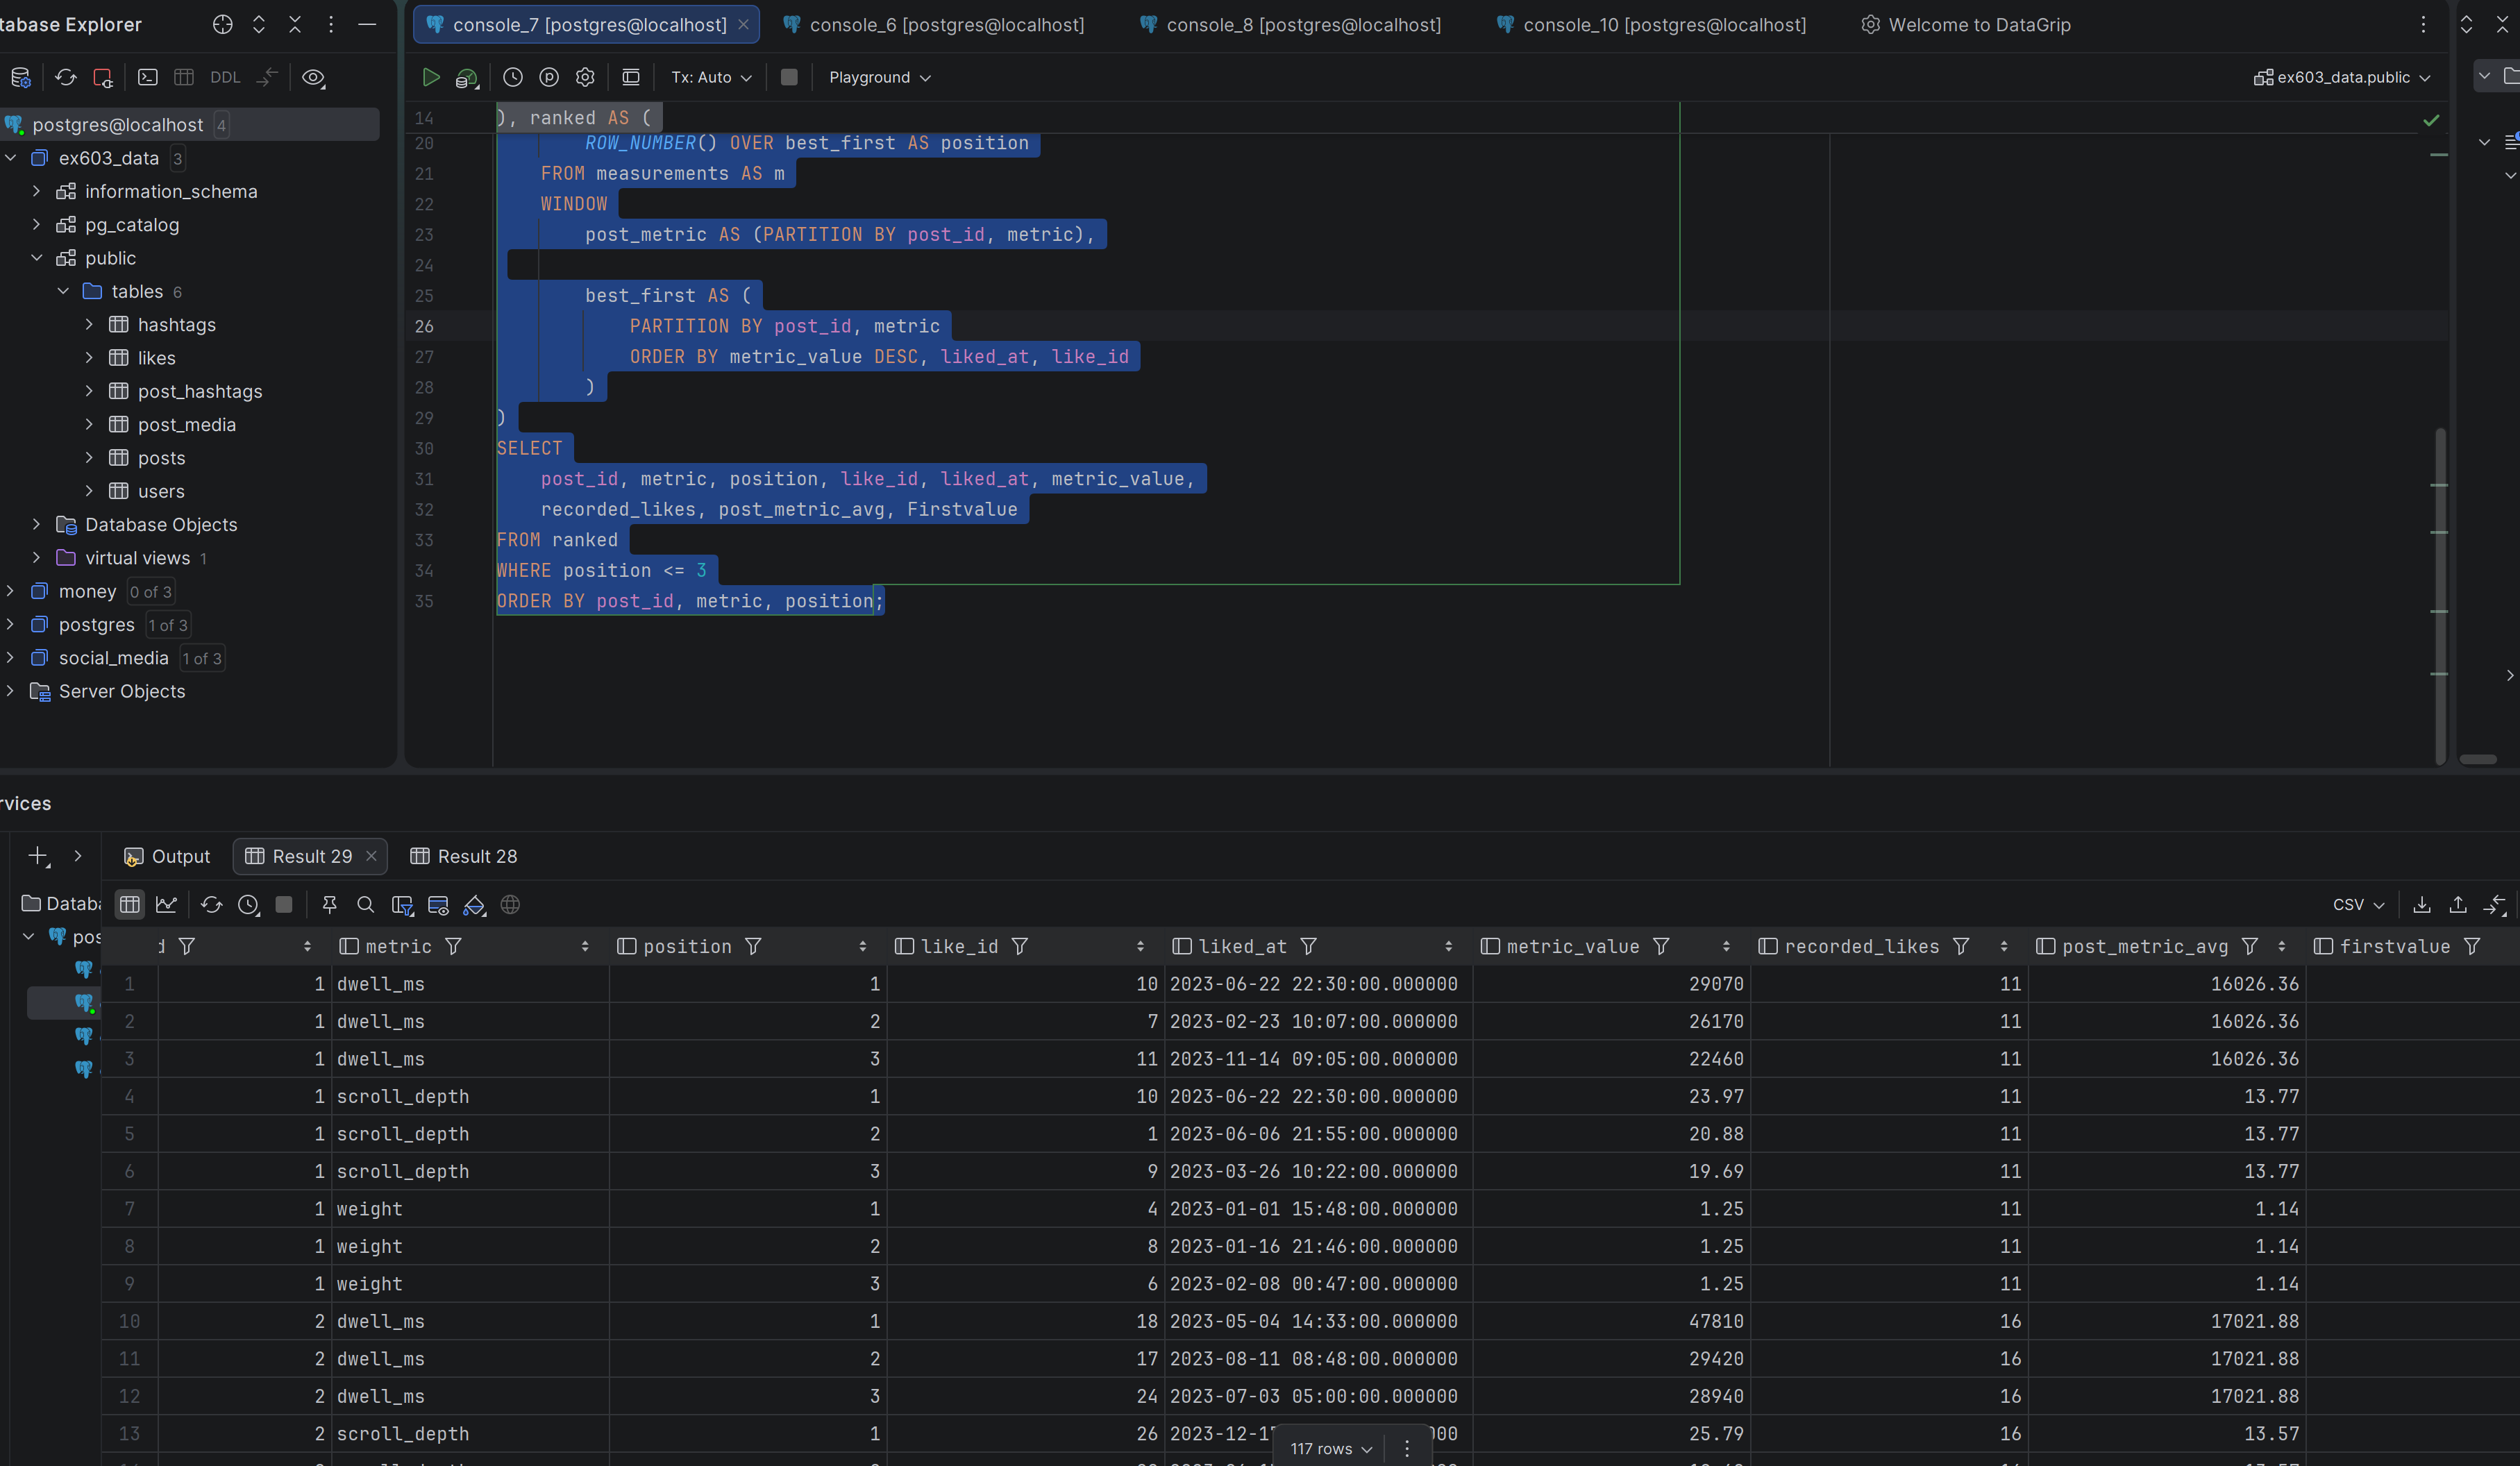 tabase Explorer
console_7 [postgres@localhost]
console_6 [postgres@localhost]
console_8 [postgres@localhost]
console_10 [postgres@localhost]
Welcome to DataGrip
DDL
Tx: Auto
Playground
ex603_data.public
postgres@localhost 4
ex603_data 3
information_schema
pg_catalog
public
tables 6
hashtags
likes
post_hashtags
post_media
posts
users
Database Objects
virtual views 1
money 0 of 3
postgres 1 of 3
social_media 1 of 3
Server Objects
14 ), ranked AS (
20 ROW_NUMBER() OVER best_first AS position
21 FROM measurements AS m
22 WINDOW
23 post_metric AS (PARTITION BY post_id, metric),
24
25 best_first AS (
26 PARTITION BY post_id, metric
27 ORDER BY metric_value DESC, liked_at, like_id
28 )
29 )
30 SELECT
31 post_id, metric, position, like_id, liked_at, metric_value,
32 recorded_likes, post_metric_avg, Firstvalue
33 FROM ranked
34 WHERE position <= 3
35 ORDER BY post_id, metric, position;
rvices
Output
Result 29
Result 28
Databa
CSV
pos
d metric position like_id liked_at metric_value recorded_likes post_metric_avg firstvalue
1 1 dwell_ms 1 10 2023-06-22 22:30:00.000000 29070 11 16026.36
2 1 dwell_ms 2 7 2023-02-23 10:07:00.000000 26170 11 16026.36
3 1 dwell_ms 3 11 2023-11-14 09:05:00.000000 22460 11 16026.36
4 1 scroll_depth 1 10 2023-06-22 22:30:00.000000 23.97 11 13.77
5 1 scroll_depth 2 1 2023-06-06 21:55:00.000000 20.88 11 13.77
6 1 scroll_depth 3 9 2023-03-26 10:22:00.000000 19.69 11 13.77
7 1 weight 1 4 2023-01-01 15:48:00.000000 1.25 11 1.14
8 1 weight 2 8 2023-01-16 21:46:00.000000 1.25 11 1.14
9 1 weight 3 6 2023-02-08 00:47:00.000000 1.25 11 1.14
10 2 dwell_ms 1 18 2023-05-04 14:33:00.000000 47810 16 17021.88
11 2 dwell_ms 2 17 2023-08-11 08:48:00.000000 29420 16 17021.88
12 2 dwell_ms 3 24 2023-07-03 05:00:00.000000 28940 16 17021.88
13 2 scroll_depth 1 26 2023-12-1 00 25.79 16 13.57
117 rows